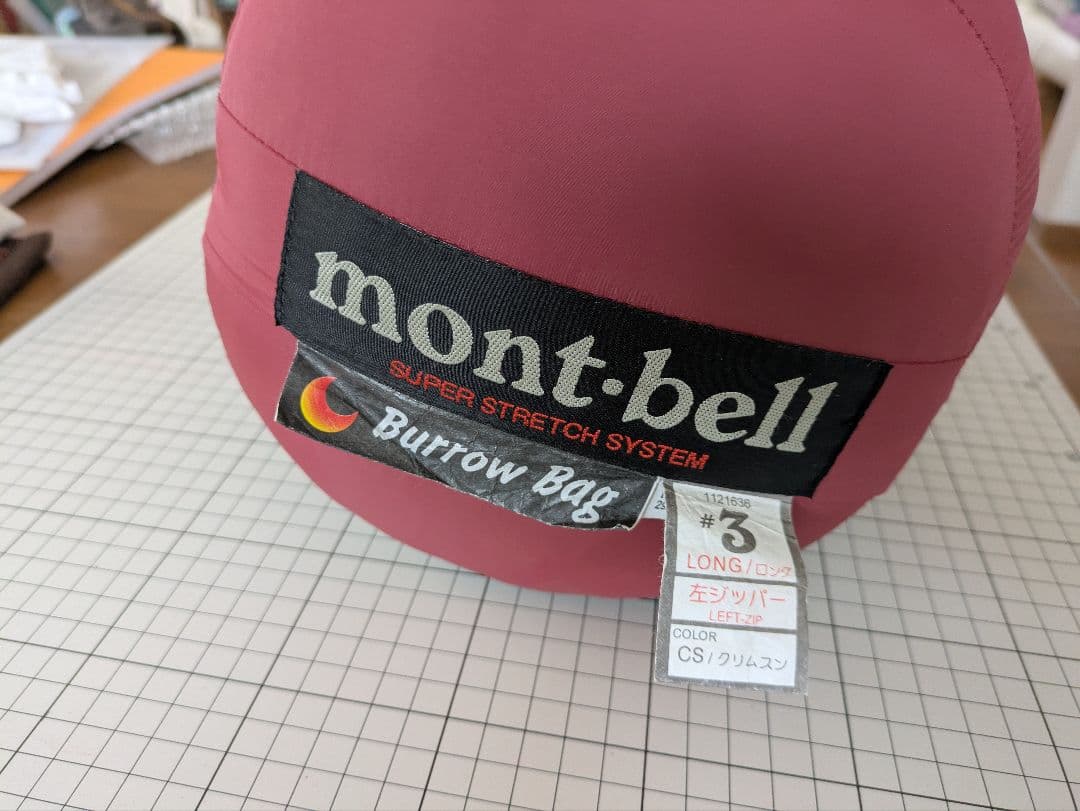 mont-bell
SUPER STRETCH SYSTEM
Burrow Bag
1121636
#3
LONG/ロング
左ジッパー
LEFT-ZIP
COLOR
CS/クリムスン